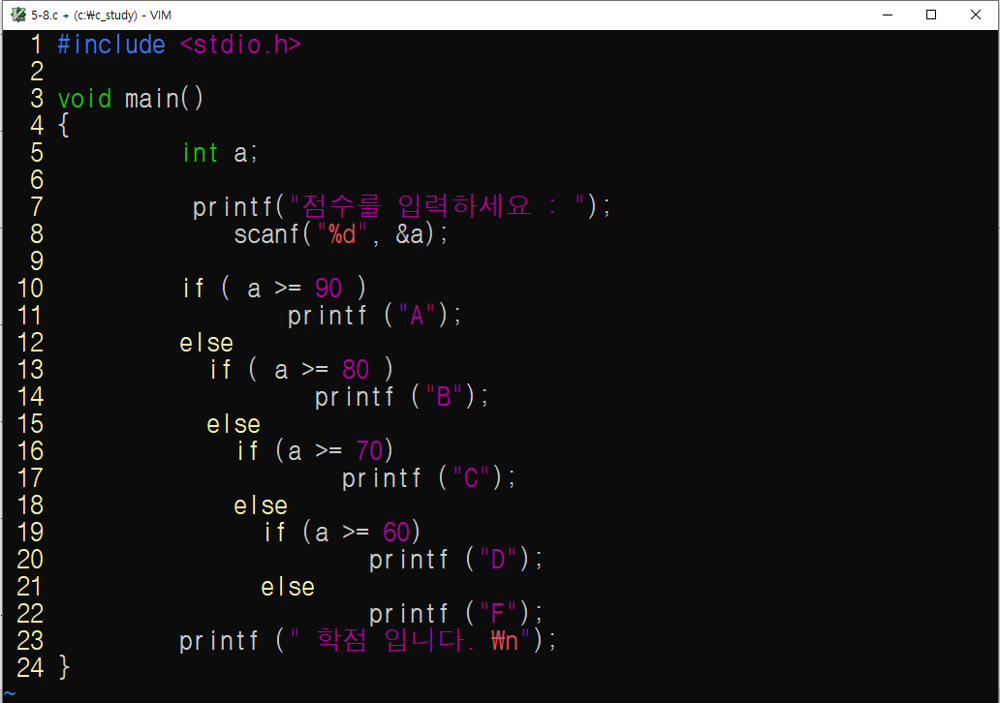 5-8.c + (c:₩c_study) - VIM
1 #include <stdio.h>
2
3 void main()
4 {
5 int a;
6
7 printf("점수를 입력하세요 : ");
8 scanf("%d", &a);
9
10 if ( a >= 90 )
11 printf ("A");
12 else
13 if ( a >= 80 )
14 printf ("B");
15 else
16 if (a >= 70)
17 printf ("C");
18 else
19 if (a >= 60)
20 printf ("D");
21 else
22 printf ("F");
23 printf (" 학점 입니다. ₩n");
24 }
~